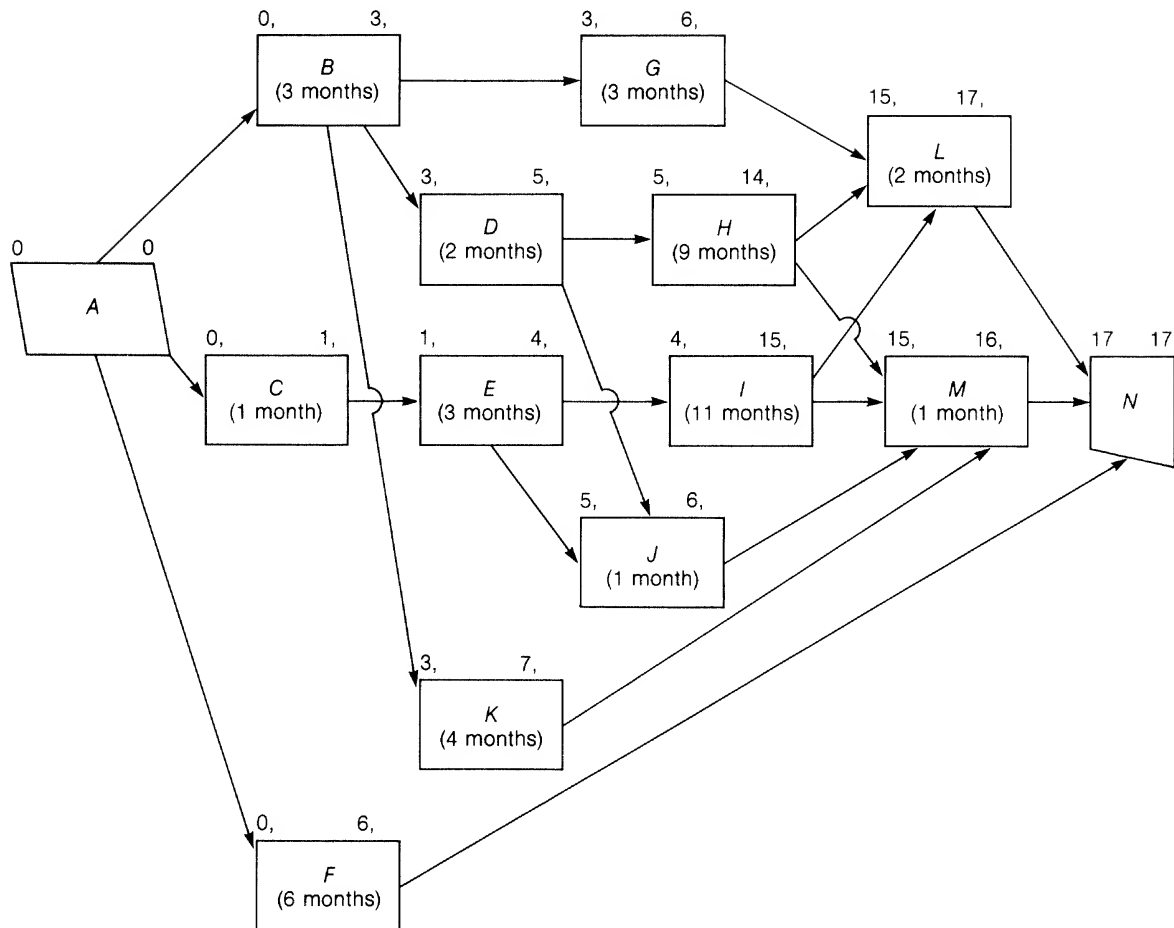 0, 3,
B
(3 months)
3, 6,
G
(3 months)
15, 17,
L
(2 months)
3, 5,
D
(2 months)
5, 14,
H
(9 months)
0 0
A
0, 1,
C
(1 month)
1, 4,
E
(3 months)
4, 15,
I
(11 months)
15, 16,
M
(1 month)
17 17
N
5, 6,
J
(1 month)
3, 7,
K
(4 months)
0, 6,
F
(6 months)